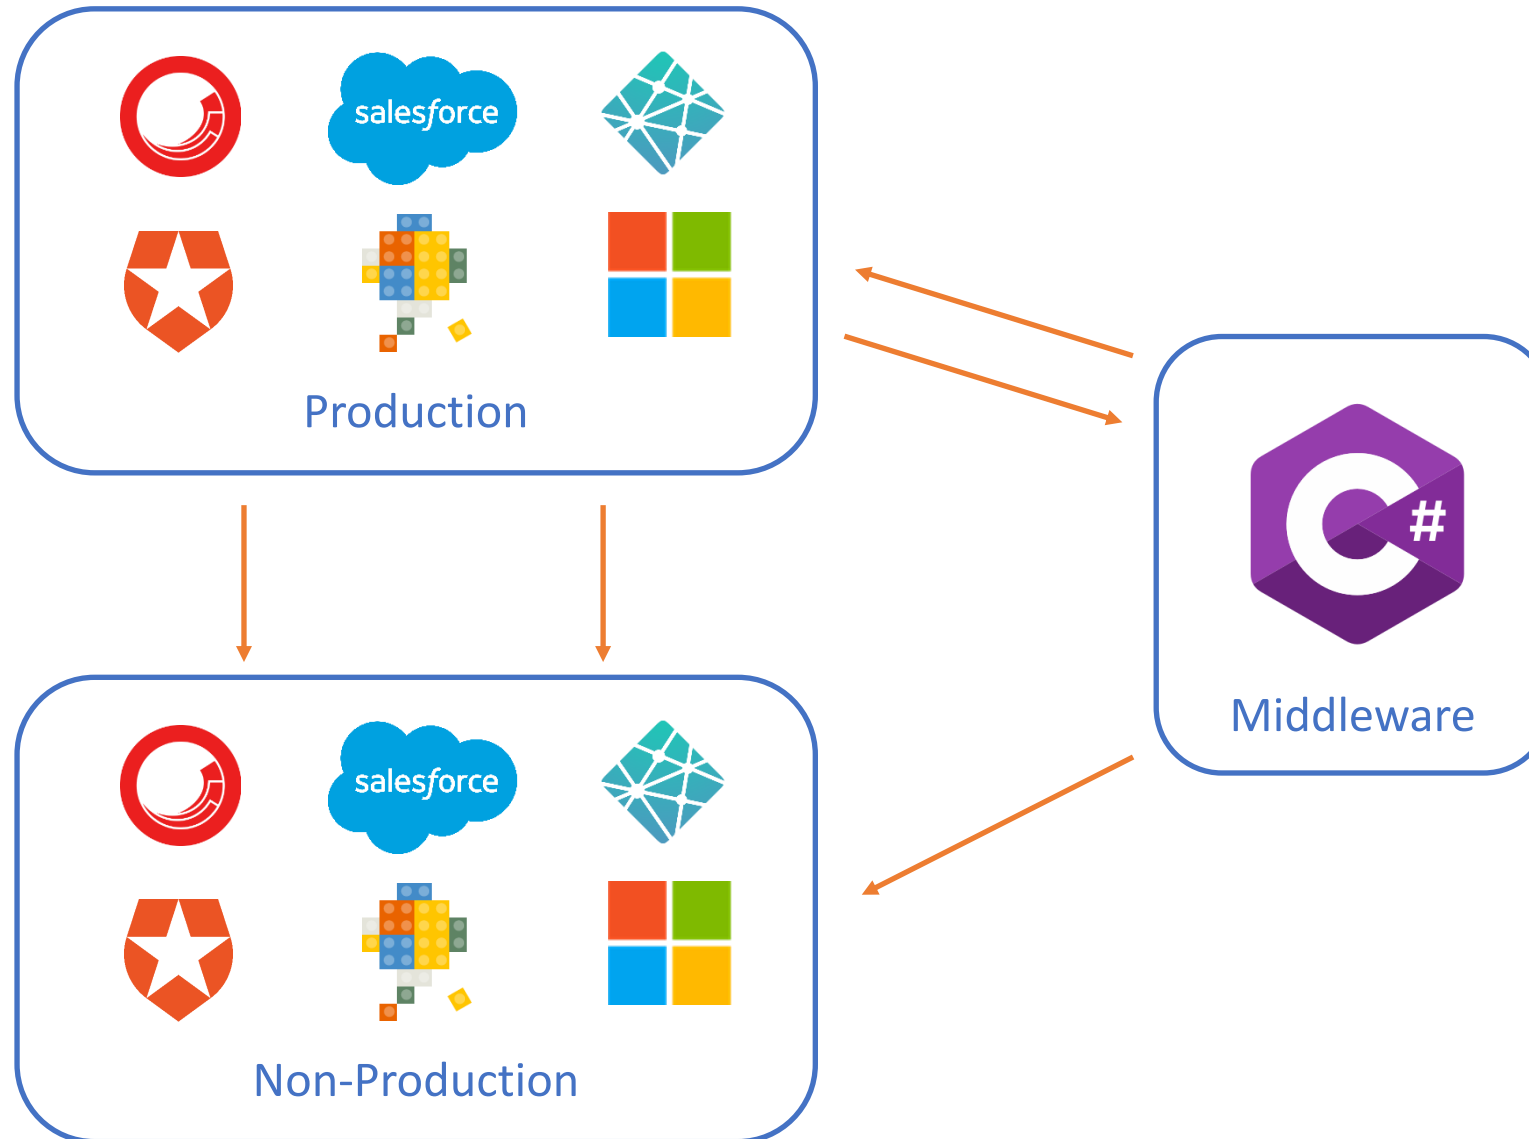 salesforce
Production
C#
Middleware
salesforce
Non-Production